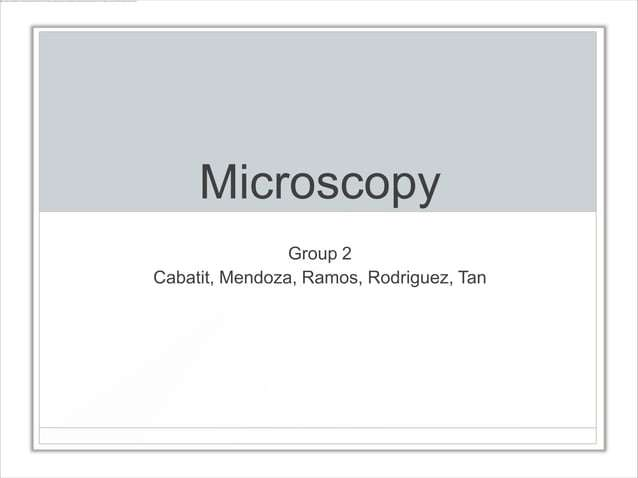 Microscopy
Group 2
Cabatit, Mendoza, Ramos, Rodriguez, Tan